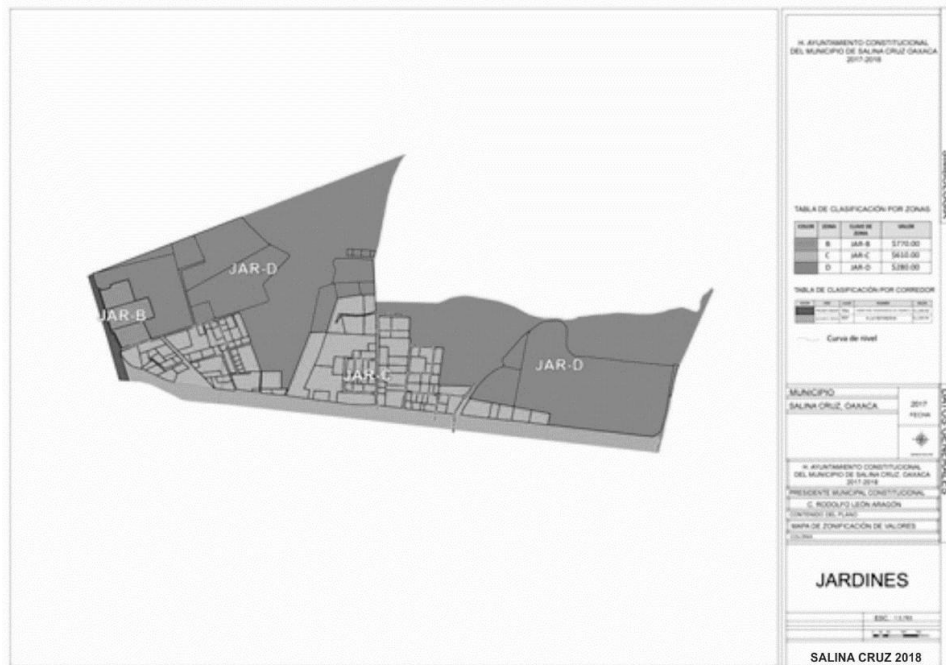 JAR-D
JAR-B
JAR-C
JAR-D
H. AYUNTAMIENTO CONSTITUCIONAL
DEL MUNICIPIO DE SALINA CRUZ OAXACA
2017-2018
TABLA DE CLASIFICACIÓN POR ZONAS
COLOR ZONA CLAVE DE ZONA VALOR
B JAR-B $770.00
C JAR-C $610.00
D JAR-D $280.00
TABLA DE CLASIFICACIÓN POR CORREDOR
Curva de nivel
MUNICIPIO
SALINA CRUZ, OAXACA
2017
FECHA
H. AYUNTAMIENTO CONSTITUCIONAL
DEL MUNICIPIO DE SALINA CRUZ, OAXACA
2017-2018
PRESIDENTE MUNICIPAL CONSTITUCIONAL
C. RODOLFO LEÓN ARAGÓN
CONTENIDO DEL PLANO
MAPA DE ZONIFICACIÓN DE VALORES
COLONIA
JARDINES
ESC.
SALINA CRUZ 2018